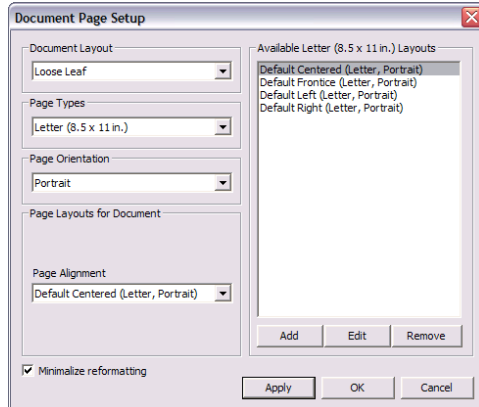 Document Page Setup
Document Layout
Loose Leaf
Page Types
Letter (8.5 x 11 in.)
Page Orientation
Portrait
Page Layouts for Document
Page Alignment
Default Centered (Letter, Portrait)
Minimalize reformatting
Available Letter (8.5 x 11 in.) Layouts
Default Centered (Letter, Portrait)
Default Frontice (Letter, Portrait)
Default Left (Letter, Portrait)
Default Right (Letter, Portrait)
Add Edit Remove
Apply OK Cancel